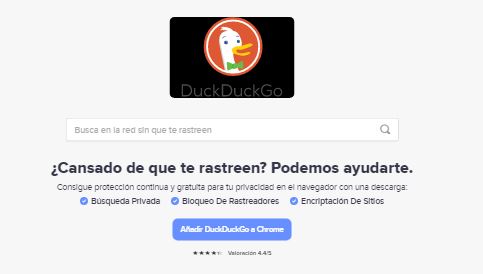 DuckDuckGo
Busca en la red sin que te rastreen
¿Cansado de que te rastreen? Podemos ayudarte.
Consigue protección continua y gratuita para tu privacidad en el navegador con una descarga:
Búsqueda Privada Bloqueo De Rastreadores Encriptación De Sitios
Añadir DuckDuckGo a Chrome
Valoración 4.4/5